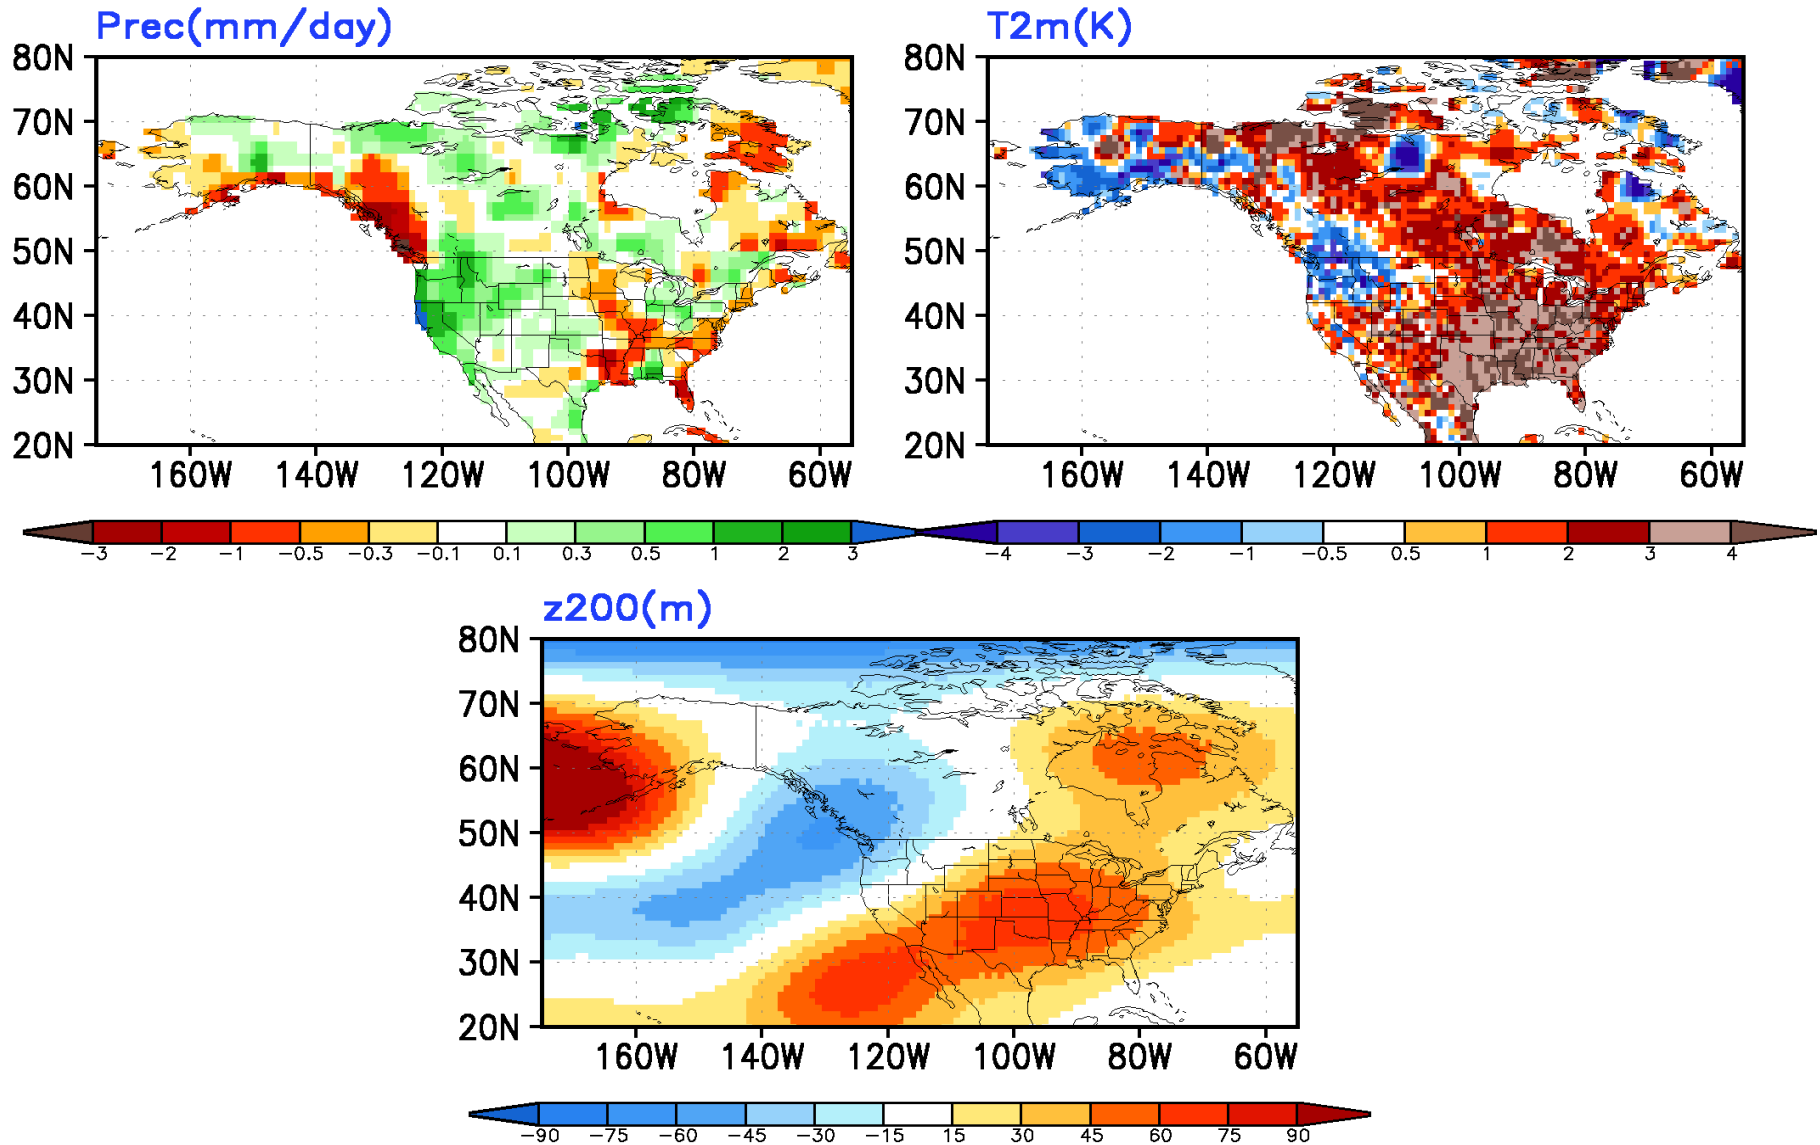 Prec(mm/day)
T2m(K)
80N
70N
60N
50N
40N
30N
20N
160W 140W 120W 100W 80W 60W
80N
70N
60N
50N
40N
30N
20N
160W 140W 120W 100W 80W 60W
−3 −2 −1 −0.5 −0.3 −0.1 0.1 0.3 0.5 1 2 3
−4 −3 −2 −1 −0.5 0.5 1 2 3 4
z200(m)
80N
70N
60N
50N
40N
30N
20N
160W 140W 120W 100W 80W 60W
−90 −75 −60 −45 −30 −15 15 30 45 60 75 90